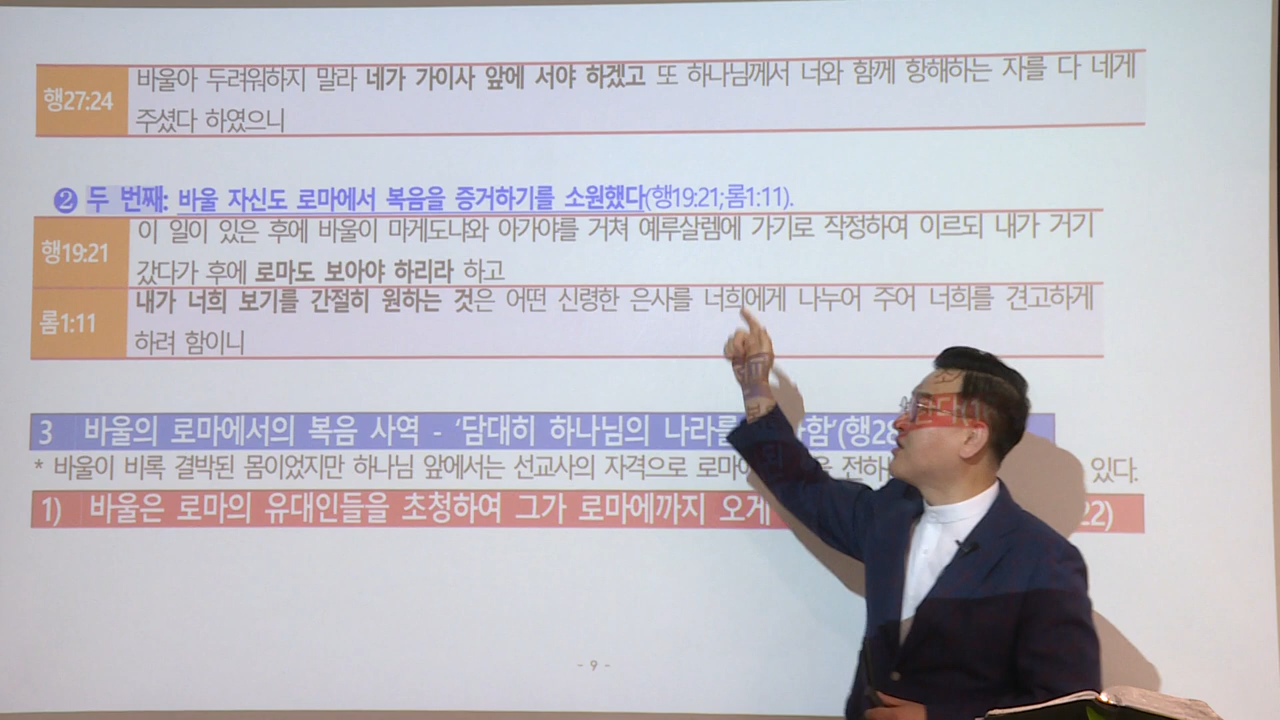 행27:24 바울아 두려워하지 말라 네가 가이사 앞에 서야 하겠고 또 하나님께서 너와 함께 항해하는 자를 다 네게
주셨다 하였으니
❷ 두 번째: 바울 자신도 로마에서 복음을 증거하기를 소원했다(행19:21;롬1:11).
행19:21 이 일이 있은 후에 바울이 마게도냐와 아가야를 거쳐 예루살렘에 가기로 작정하여 이르되 내가 거기
갔다가 후에 로마도 보아야 하리라 하고
롬1:11 내가 너희 보기를 간절히 원하는 것은 어떤 신령한 은사를 너희에게 나누어 주어 너희를 견고하게
하려 함이니
3 바울의 로마에서의 복음 사역 - ‘담대히 하나님의 나라를 함’(행28
* 바울이 비록 결박된 몸이었지만 하나님 앞에서는 선교사의 자격으로 있다.
1) 바울은 로마의 유대인들을 초청하여 그가 로마에까지 오게 22)
- 9 -